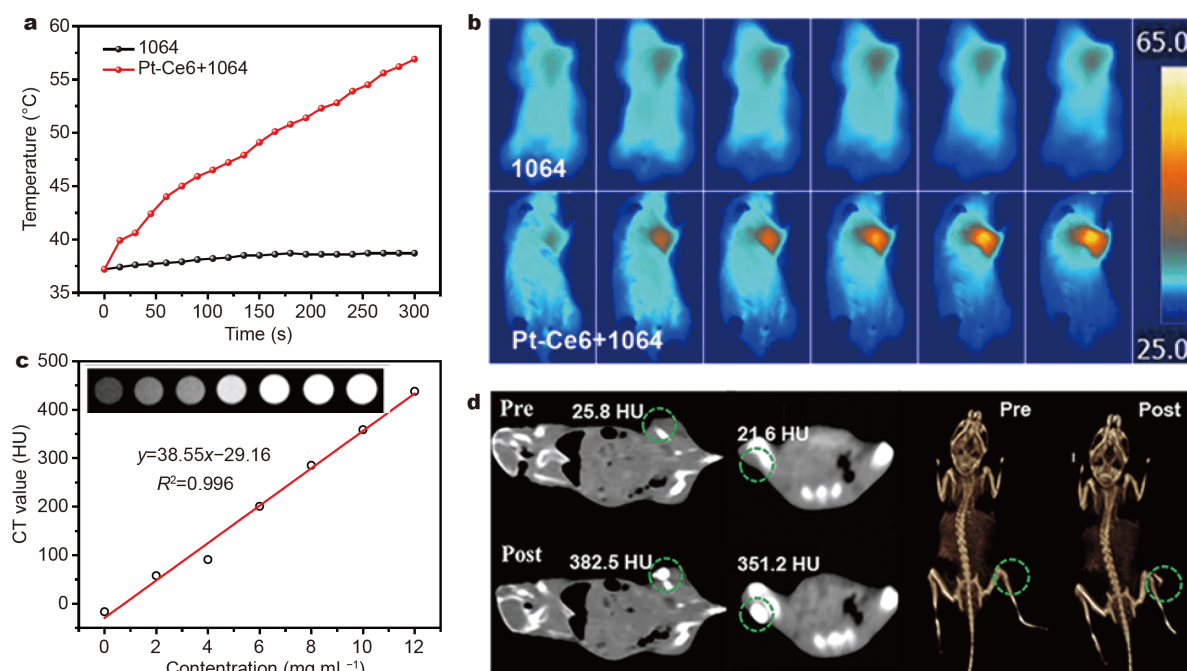 a
60
55
50
45
40
35
Temperature (°C)
1064
Pt-Ce6+1064
0 50 100 150 200 250 300
Time (s)
b
1064
Pt-Ce6+1064
65.0
25.0
c
500
400
300
200
100
0
CT value (HU)
y=38.55x−29.16
R²=0.996
0 2 4 6 8 10 12
Contentration (mg mL⁻¹)
d
Pre
25.8 HU
21.6 HU
Post
382.5 HU
351.2 HU
Pre
Post